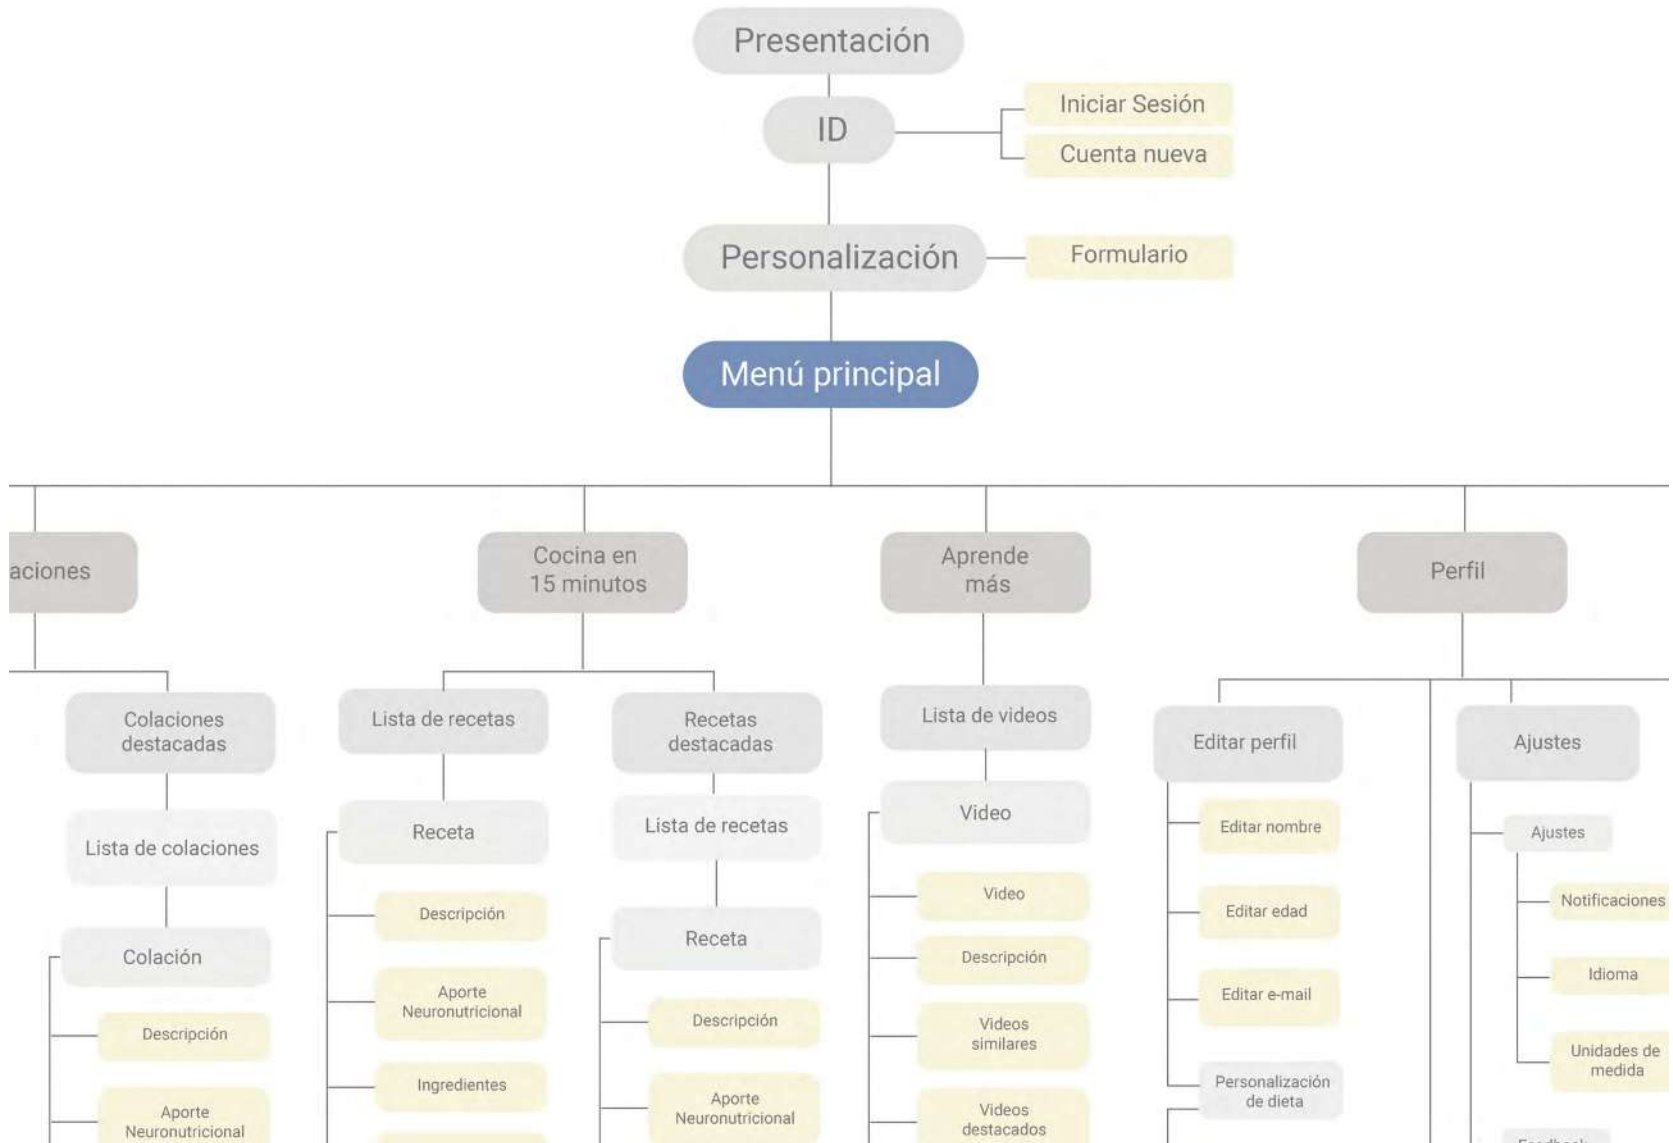 Presentación
ID
Iniciar Sesión
Cuenta nueva
Personalización
Formulario
Menú principal
aciones
Cocina en
15 minutos
Aprende
más
Perfil
Colaciones
destacadas
Lista de colaciones
Colación
Descripción
Aporte
Neuronutricional
Lista de recetas
Receta
Descripción
Aporte
Neuronutricional
Ingredientes
Recetas
destacadas
Lista de recetas
Receta
Descripción
Aporte
Neuronutricional
Lista de videos
Video
Video
Descripción
Videos
similares
Videos
destacados
Editar perfil
Editar nombre
Editar edad
Editar e-mail
Personalización
de dieta
Ajustes
Ajustes
Notificaciones
Idioma
Unidades de
medida
Feedback